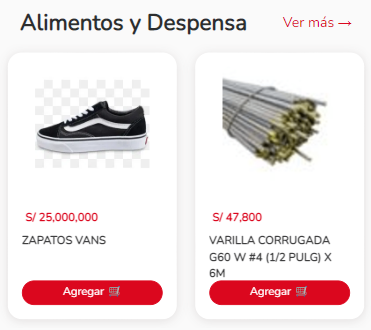 Alimentos y Despensa
Ver más →
S/ 25,000,000
ZAPATOS VANS
Agregar 🛒
S/ 47,800
VARILLA CORRUGADA
G60 W #4 (1/2 PULG) X
6M
Agregar 🛒